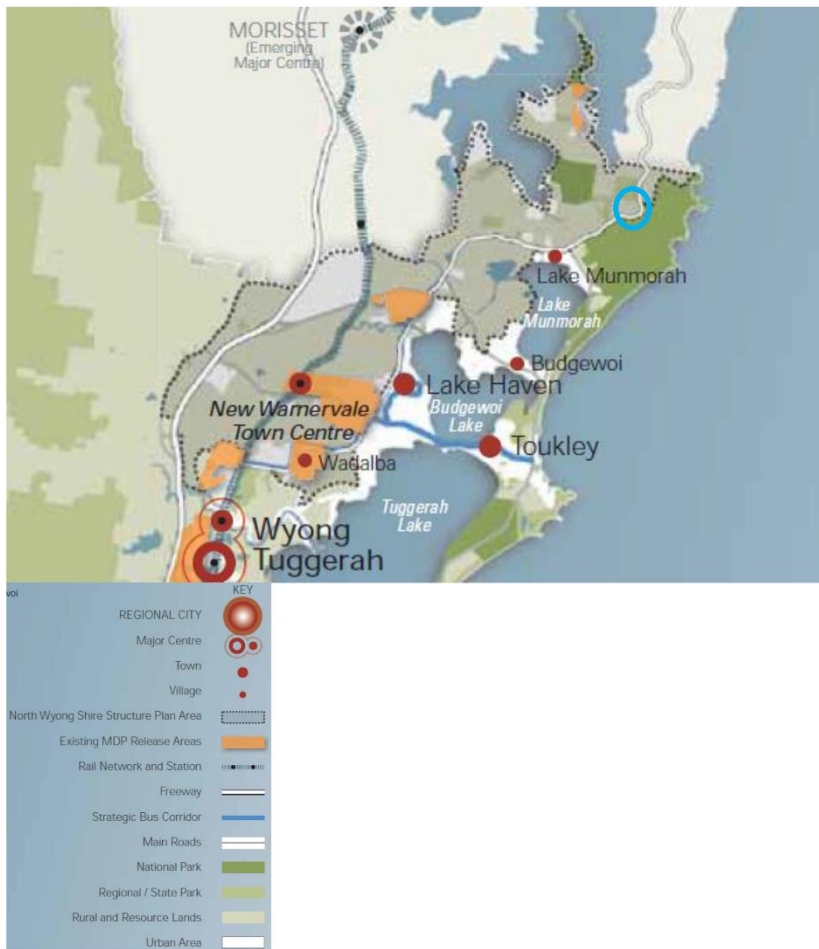 MORISSET
(Emerging
Major Centre)
Lake Munmorah
Lake
Munmorah
Budgewoi
Lake Haven
New Warnervale
Town Centre
Budgewoi
Lake
Toukley
Wadalba
Tuggerah
Lake
Wyong
Tuggerah
voi
KEY
REGIONAL CITY
Major Centre
Town
Village
North Wyong Shire Structure Plan Area
Existing MDP Release Areas
Rail Network and Station
Freeway
Strategic Bus Corridor
Main Roads
National Park
Regional / State Park
Rural and Resource Lands
Urban Area